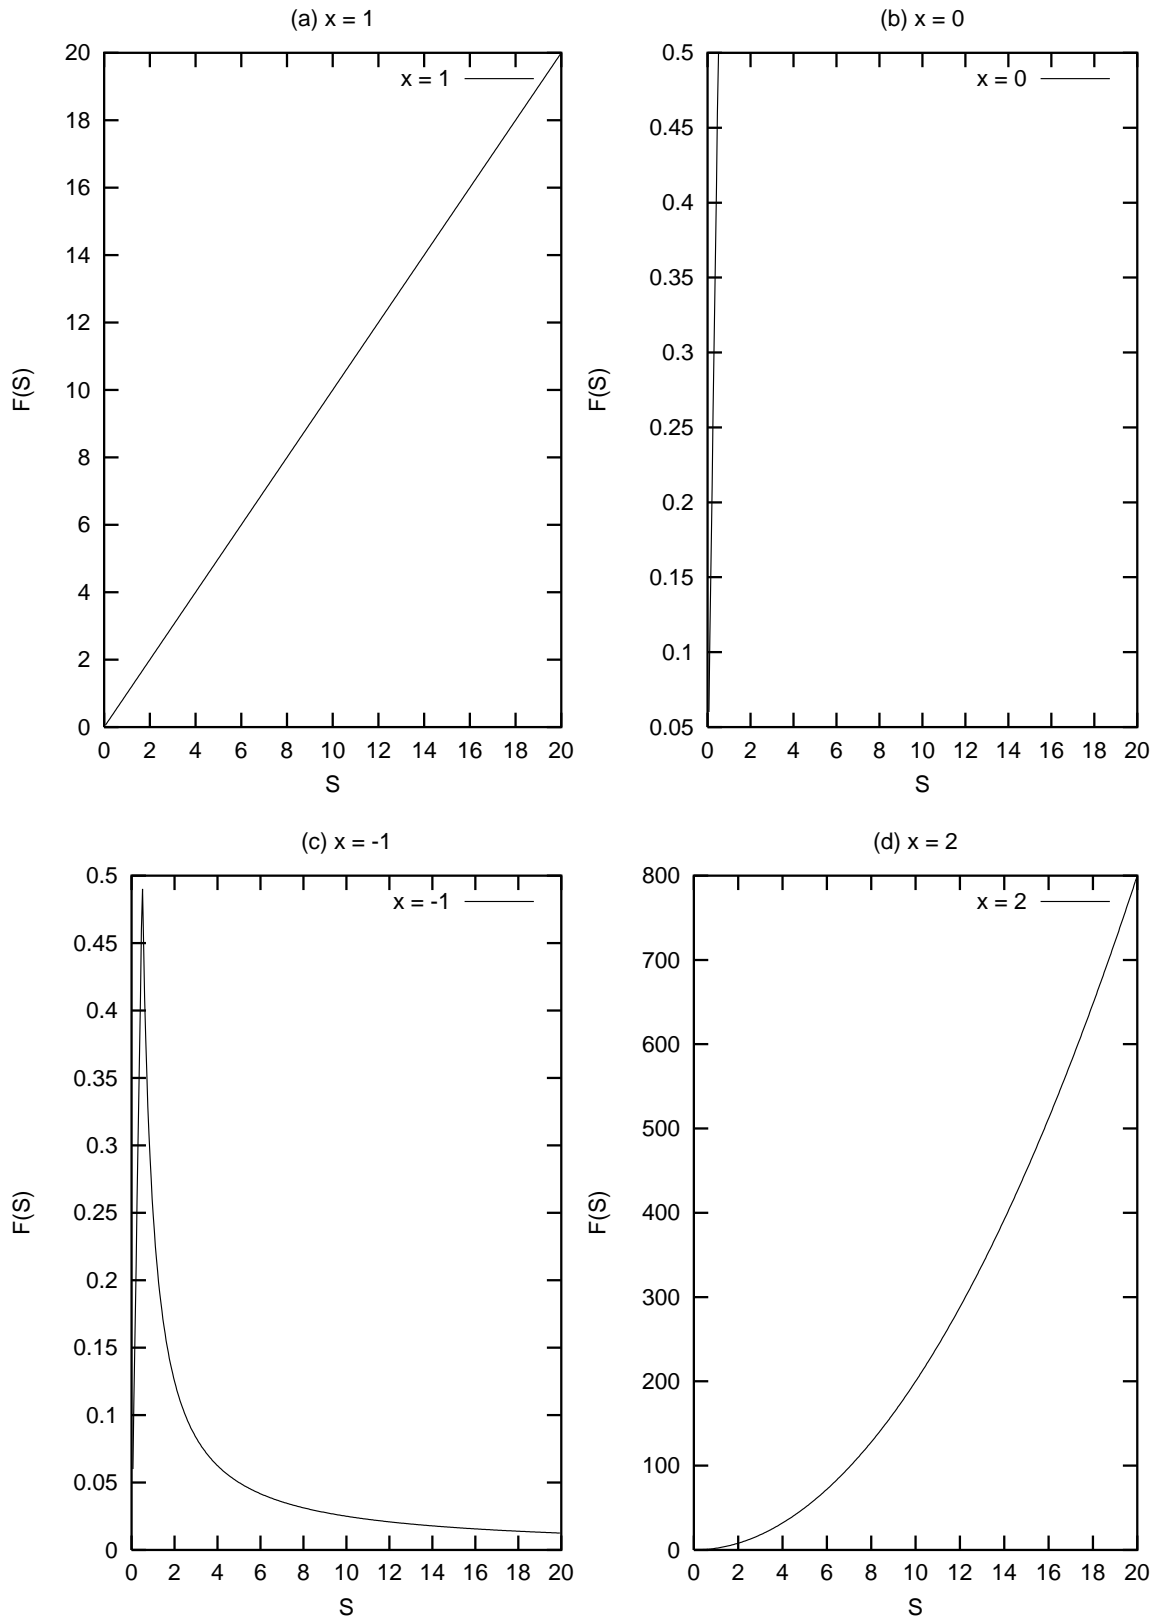 (a) x = 1
x = 1
20
18
16
14
12
10
8
6
4
2
0
F(S)
0 2 4 6 8 10 12 14 16 18 20
S
(b) x = 0
x = 0
0.5
0.45
0.4
0.35
0.3
0.25
0.2
0.15
0.1
0.05
F(S)
0 2 4 6 8 10 12 14 16 18 20
S
(c) x = -1
x = -1
0.5
0.45
0.4
0.35
0.3
0.25
0.2
0.15
0.1
0.05
0
F(S)
0 2 4 6 8 10 12 14 16 18 20
S
(d) x = 2
x = 2
800
700
600
500
400
300
200
100
0
F(S)
0 2 4 6 8 10 12 14 16 18 20
S